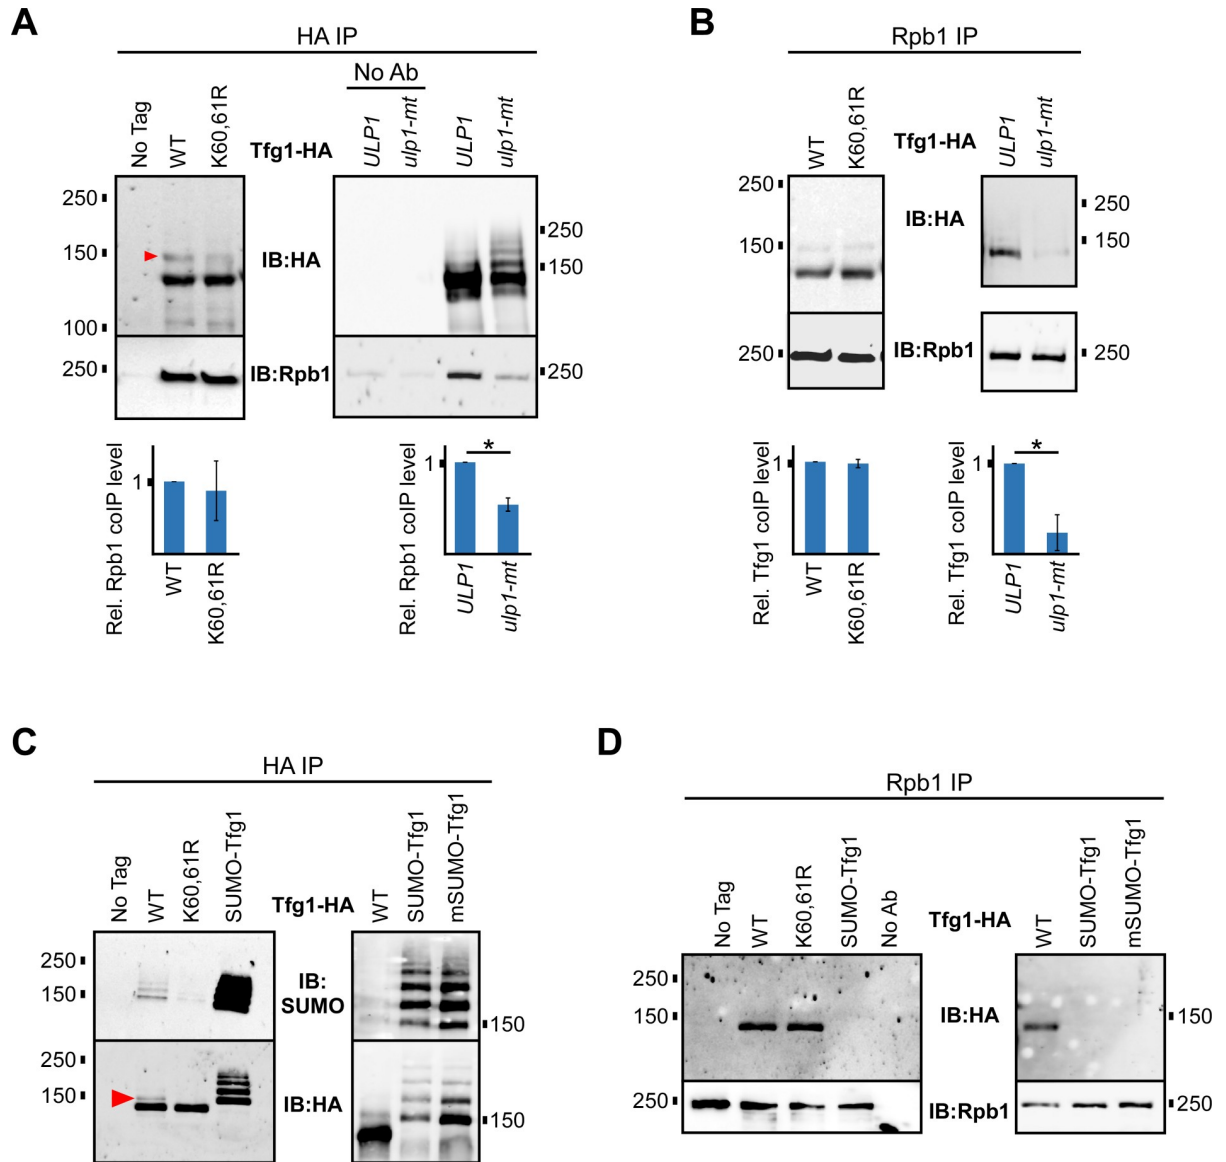 A
HA IP
No Ab
No Tag
WT
K60,61R
Tfg1-HA
ULP1
ulp1-mt
ULP1
ulp1-mt
250
150
100
250
IB:HA
IB:Rpb1
250
150
250
Rel. Rpb1 coIP level
1
WT
K60,61R
Rel. Rpb1 coIP level
1
*
ULP1
ulp1-mt
B
Rpb1 IP
WT
K60,61R
Tfg1-HA
ULP1
ulp1-mt
250
150
250
IB:HA
IB:Rpb1
250
150
250
Rel. Tfg1 coIP level
1
WT
K60,61R
Rel. Tfg1 coIP level
1
*
ULP1
ulp1-mt
C
HA IP
No Tag
WT
K60,61R
SUMO-Tfg1
Tfg1-HA
WT
SUMO-Tfg1
mSUMO-Tfg1
250
150
250
150
IB:
SUMO
IB:HA
150
150
D
Rpb1 IP
No Tag
WT
K60,61R
SUMO-Tfg1
No Ab
Tfg1-HA
WT
SUMO-Tfg1
mSUMO-Tfg1
250
150
250
IB:HA
IB:Rpb1
150
250